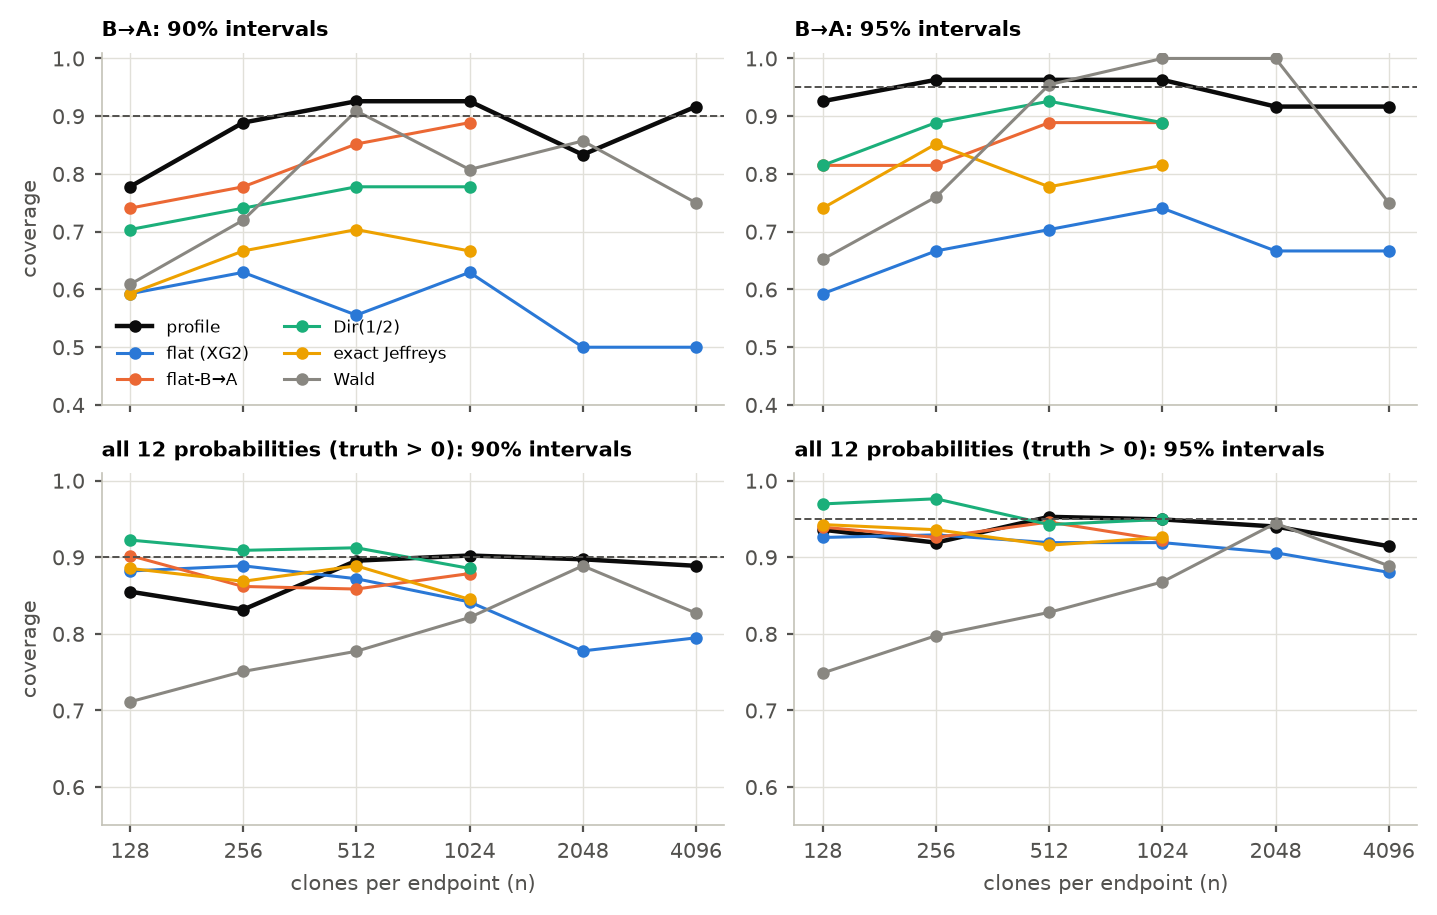 B→A: 90% intervals
1.0
0.9
0.8
0.7
0.6
0.5
0.4
coverage
profile
flat (XG2)
flat-B→A
Dir(1/2)
exact Jeffreys
Wald
B→A: 95% intervals
1.0
0.9
0.8
0.7
0.6
0.5
0.4
all 12 probabilities (truth > 0): 90% intervals
1.0
0.9
0.8
0.7
0.6
coverage
128 256 512 1024 2048 4096
clones per endpoint (n)
all 12 probabilities (truth > 0): 95% intervals
1.0
0.9
0.8
0.7
0.6
128 256 512 1024 2048 4096
clones per endpoint (n)